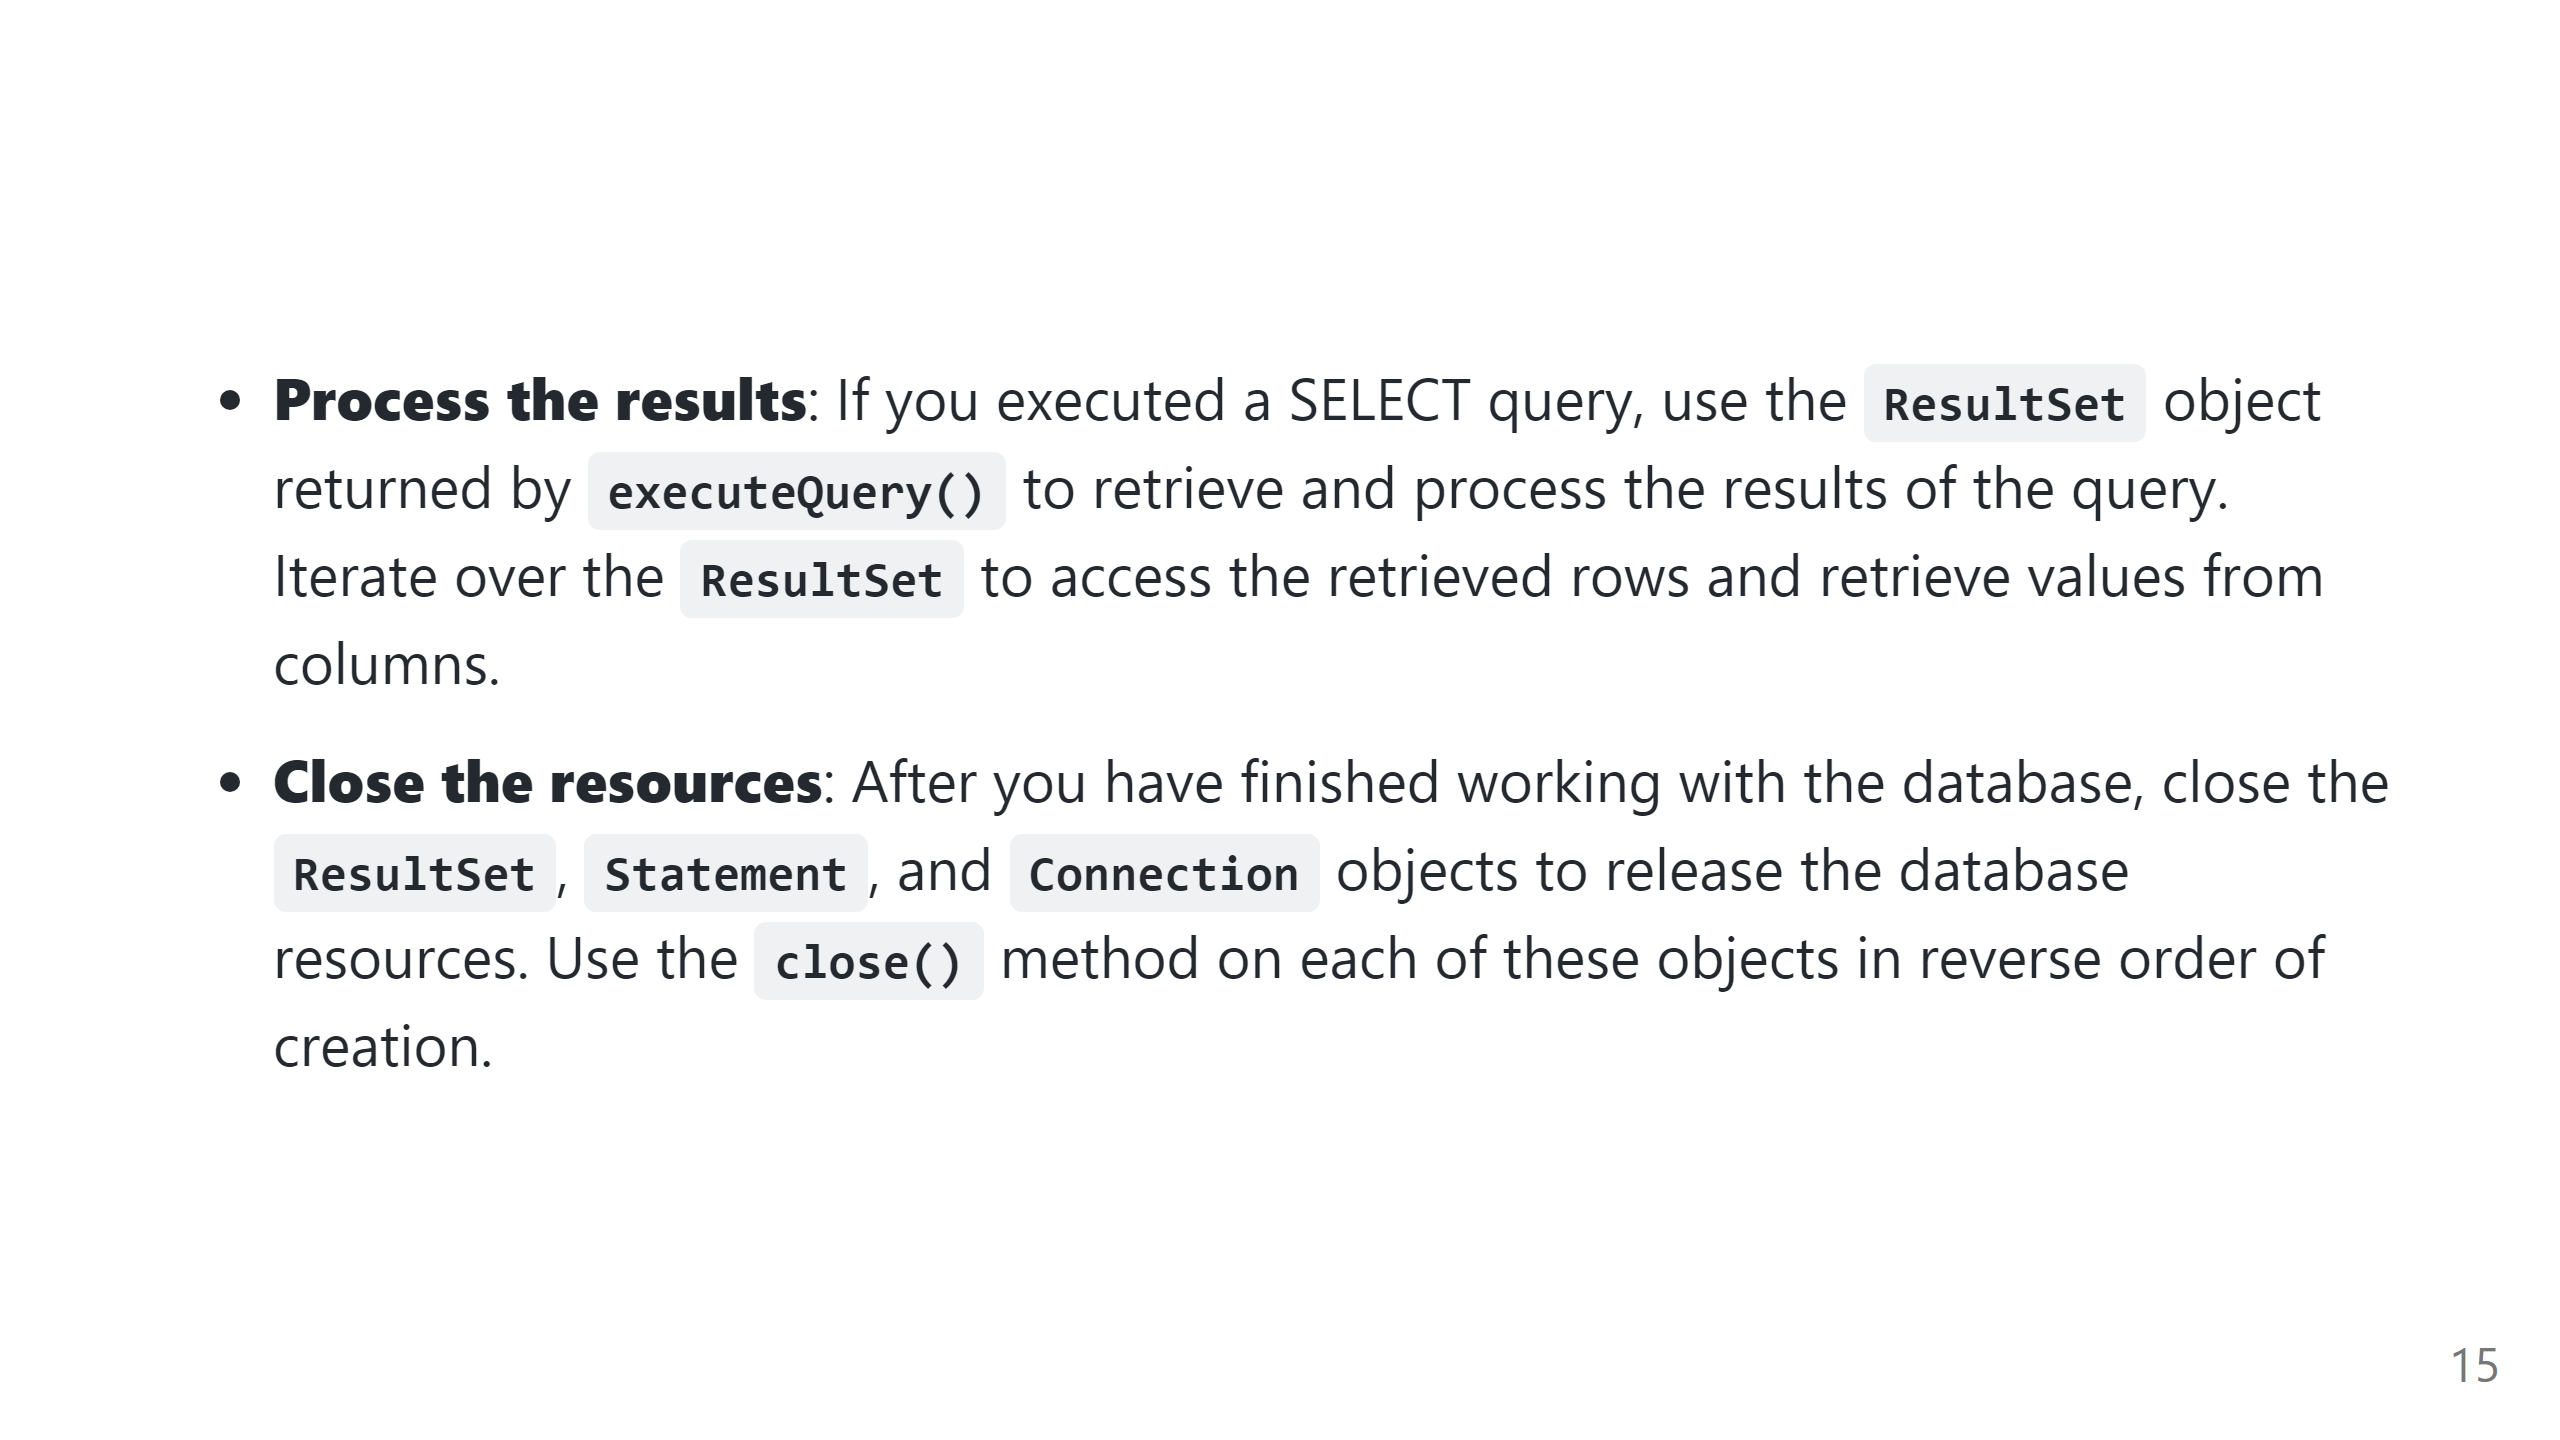 • Process the results: If you executed a SELECT query, use the ResultSet object
returned by executeQuery() to retrieve and process the results of the query.
Iterate over the ResultSet to access the retrieved rows and retrieve values from
columns.
• Close the resources: After you have finished working with the database, close the
ResultSet, Statement, and Connection objects to release the database
resources. Use the close() method on each of these objects in reverse order of
creation.
15